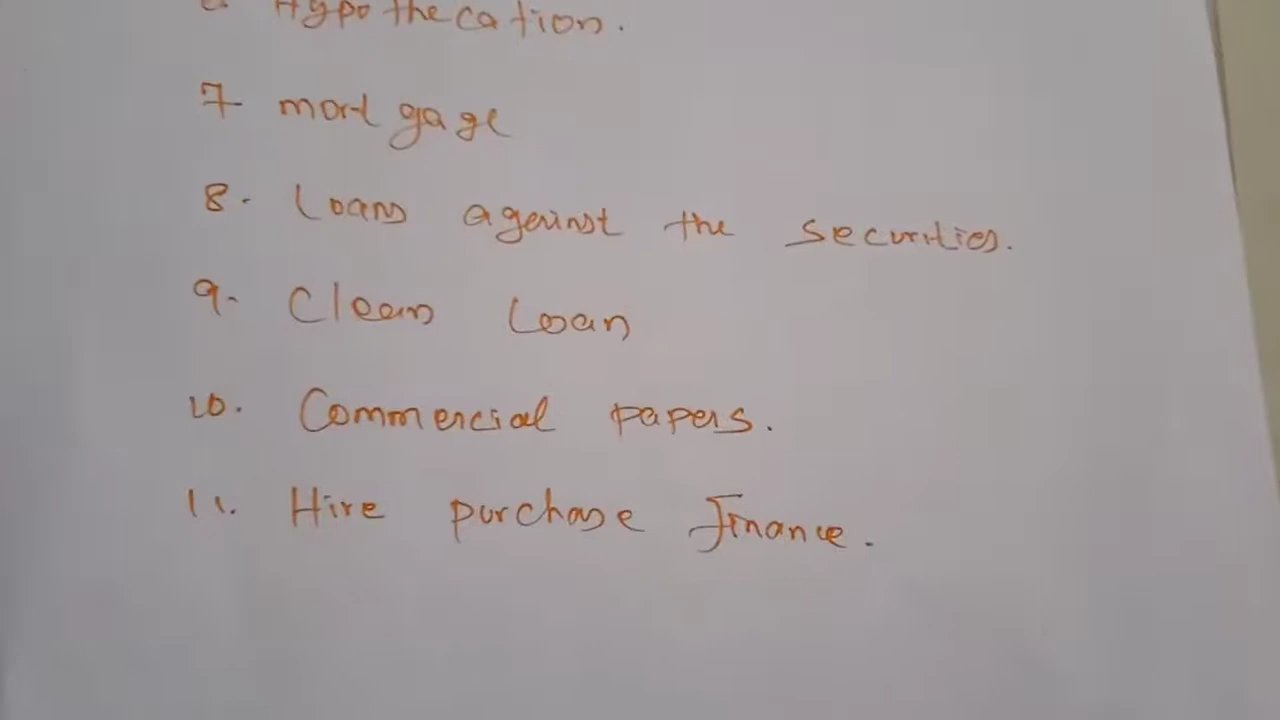 Hypothecation.
7 mortgage
8. Loans against the securities.
9. Clean Loan
10. Commercial papers.
11. Hire purchase Finance.